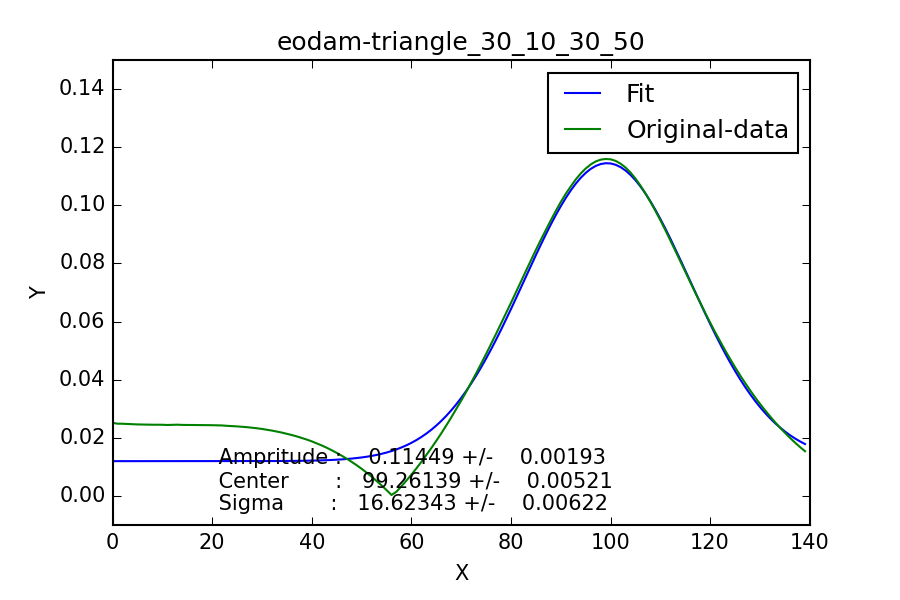 eodam-triangle_30_10_30_50
Fit
Original-data
0.14
0.12
0.10
0.08
0.06
0.04
0.02
0.00
Y
Ampritude : 0.11449 +/- 0.00193
Center : 99.26139 +/- 0.00521
Sigma : 16.62343 +/- 0.00622
0 20 40 60 80 100 120 140
X